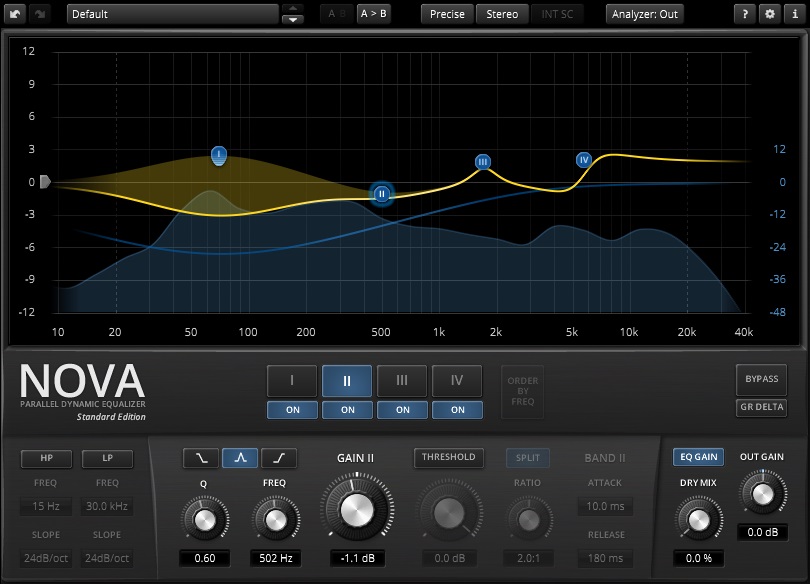 Default
A B
A > B
Precise
Stereo
INT SC
Analyzer: Out
?
i
12
9
6
3
0
-3
-6
-9
-12
12
0
-12
-24
-36
-48
I
II
III
IV
10 20 50 100 200 500 1k 2k 5k 10k 20k 40k
NOVA
PARALLEL DYNAMIC EQUALIZER
Standard Edition
I II III IV
ON ON ON ON
ORDER
BY
FREQ
BYPASS
GR DELTA
HP LP
FREQ FREQ
15 Hz 30.0 kHz
SLOPE SLOPE
24dB/oct 24dB/oct
GAIN II
Q FREQ
0.60 502 Hz -1.1 dB
THRESHOLD SPLIT BAND II
RATIO ATTACK
10.0 ms
RELEASE
0.0 dB 2.0:1 180 ms
EQ GAIN OUT GAIN
DRY MIX
0.0 dB
0.0 %